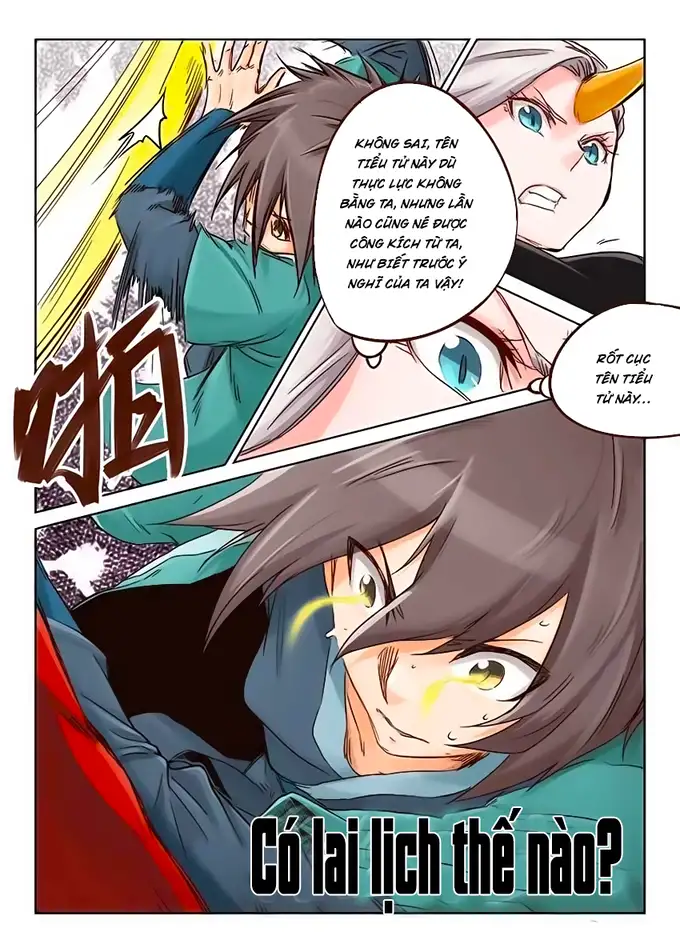 KHÔNG SAI, TÊN
TIỂU TỬ NÀY DÙ
THỰC LỰC KHÔNG
BẰNG TA, NHƯNG LẦN
NÀO CŨNG NÉ ĐƯỢC
CÔNG KÍCH TỪ TA,
NHƯ BIẾT TRƯỚC Ý
NGHĨ CỦA TA VẬY!
RỐT CỤC
TÊN TIỂU
TỬ NÀY...
啪
Có lai lịch thế nào?